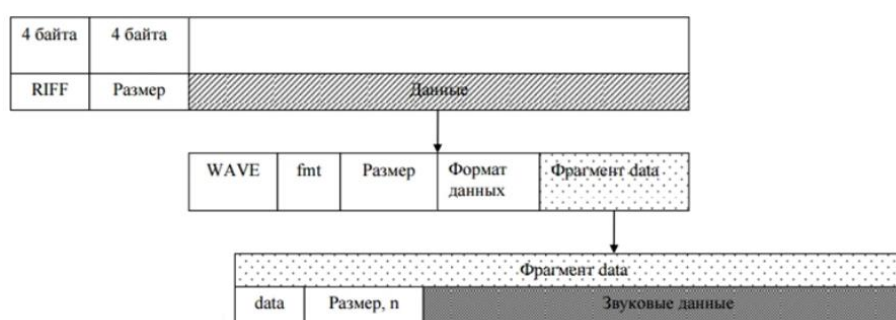 4 байта 4 байта
RIFF Размер Данные
WAVE fmt Размер Формат данных Фрагмент data
Фрагмент data
data Размер, n Звуковые данные